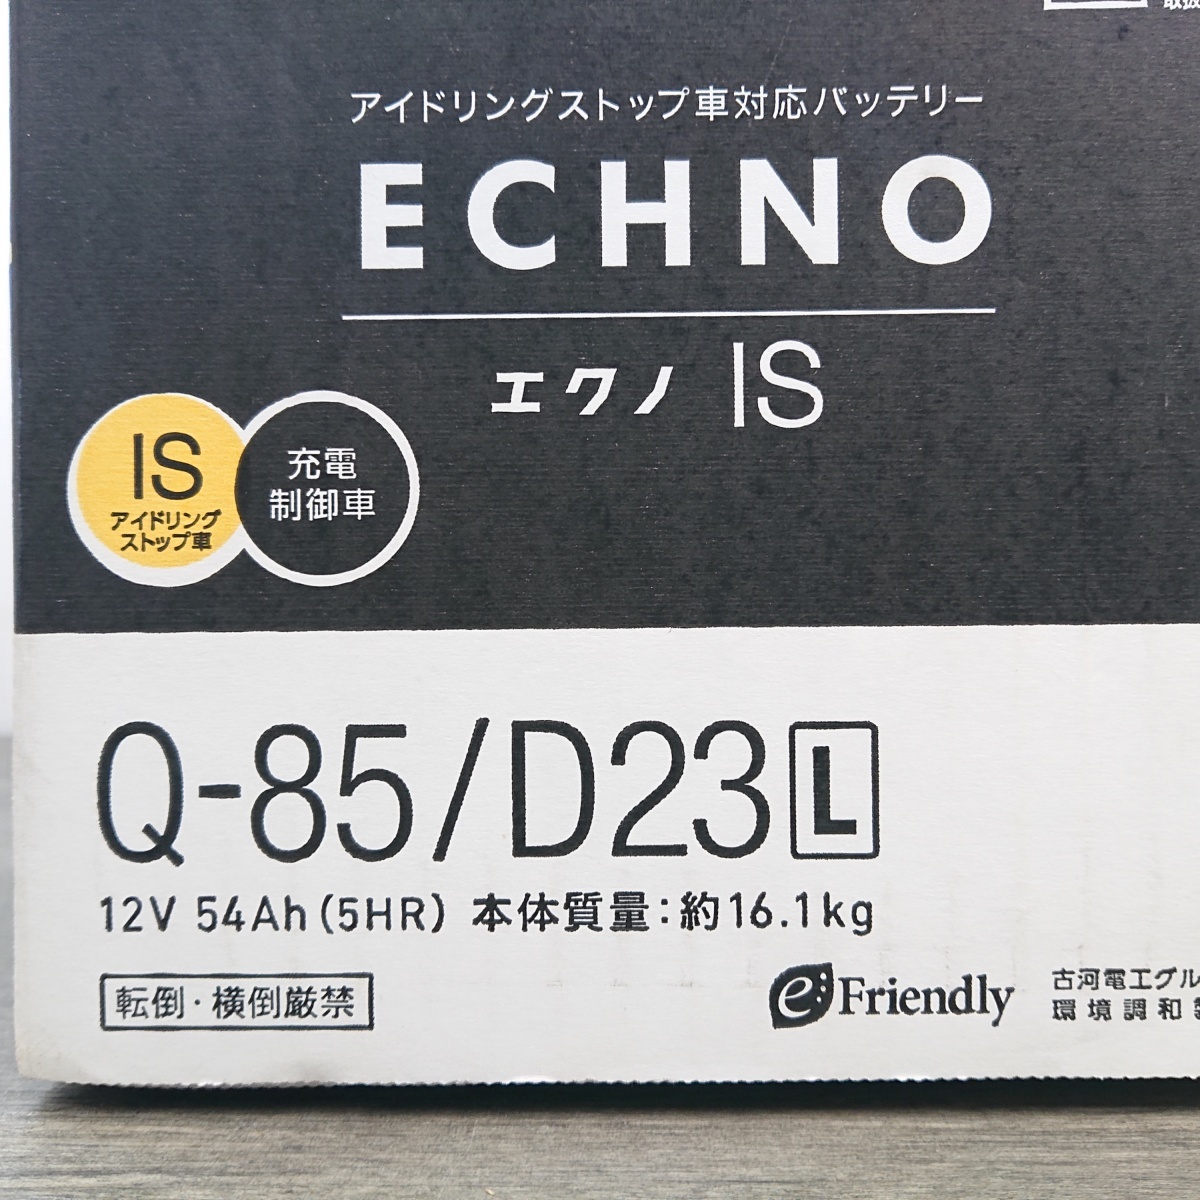 取扱
アイドリングストップ車対応バッテリー
ECHNO
エクノ IS
IS
アイドリング
ストップ車
充電
制御車
Q-85/D23L
12V 54Ah(5HR) 本体質量:約16.1kg
転倒・横倒厳禁
e Friendly
古河電工グル
環境調和